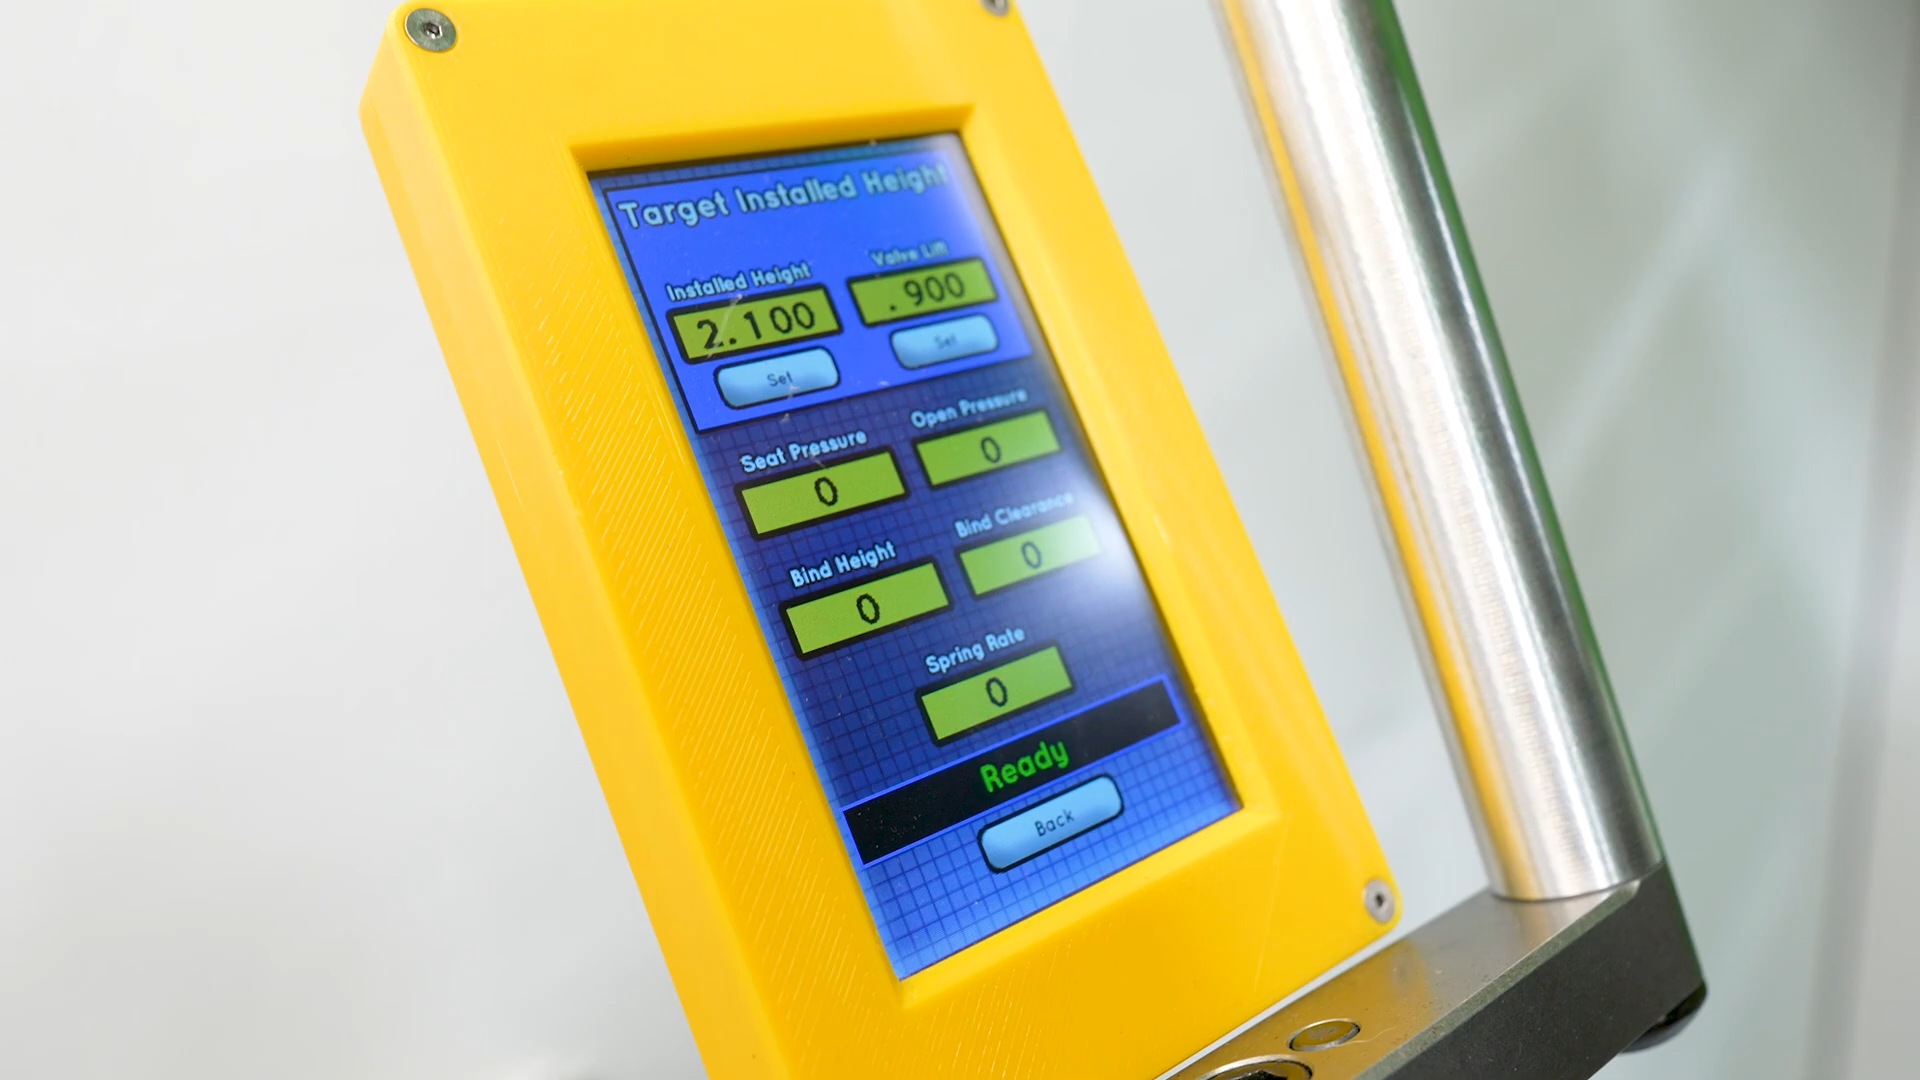 Target Installed Height
Installed Height
Valve Lift
2.100
.900
Set
Set
Seat Pressure
Open Pressure
0
0
Bind Height
Bind Clearance
0
0
Spring Rate
0
Ready
Back